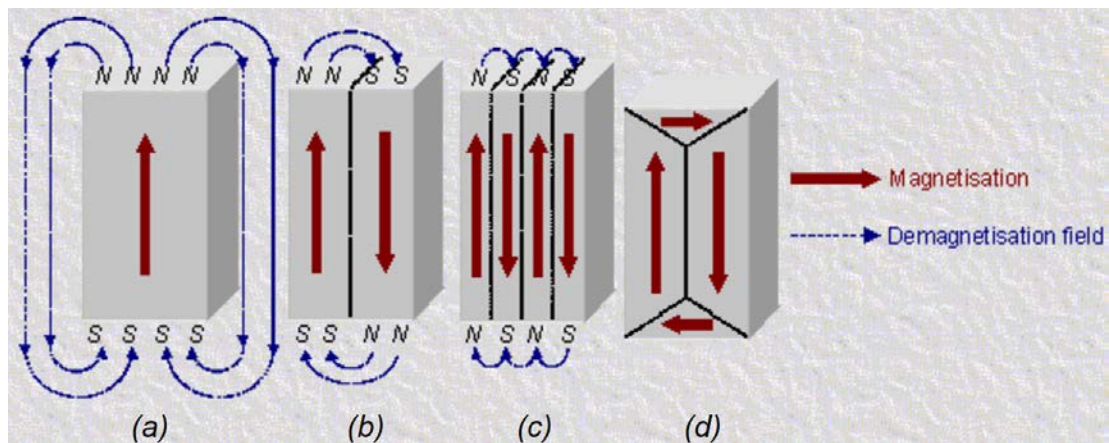 N N N N
N N S S
N S N S
Magnetisation
Demagnetisation field
S S S S
S S N N
N S N S
(a) (b) (c) (d)